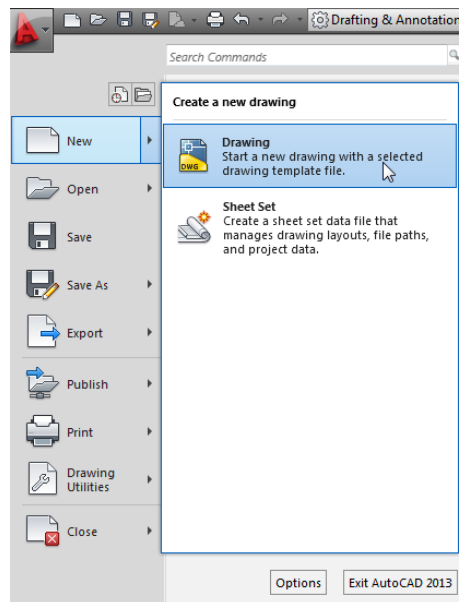 Drafting & Annotation
Search Commands
Create a new drawing
New
Drawing
Start a new drawing with a selected
drawing template file.
DWG
Open
Sheet Set
Create a sheet set data file that
manages drawing layouts, file paths,
and project data.
Save
Save As
Export
Publish
Print
Drawing
Utilities
Close
Options
Exit AutoCAD 2013